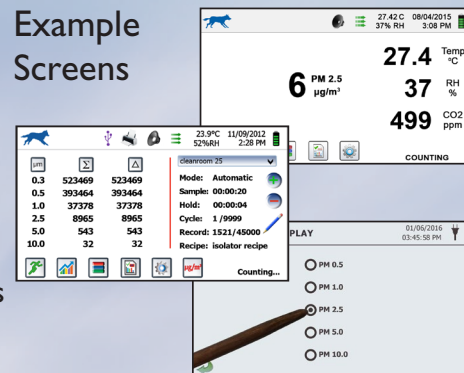 Example
Screens
27.42 C 08/04/2015
37% RH 3:08 PM
27.4 Temp °C
6 PM 2.5 µg/m³
37 RH %
499 CO2 ppm
COUNTING
23.9°C 11/09/2012
52%RH 2:28 PM
µm Σ Δ
cleanroom 25
0.3 523469 523469
Mode: Automatic
0.5 393464 393464
Sample: 00:00:20
1.0 37378 37378
Hold: 00:00:04
2.5 8965 8965
Cycle: 1 /9999
5.0 543 543
Record: 1521/45000
10.0 32 32
Recipe: isolator recipe
µg/m³
Counting...
PLAY
01/06/2016
03:45:58 PM
PM 0.5
PM 1.0
PM 2.5
PM 5.0
PM 10.0
s